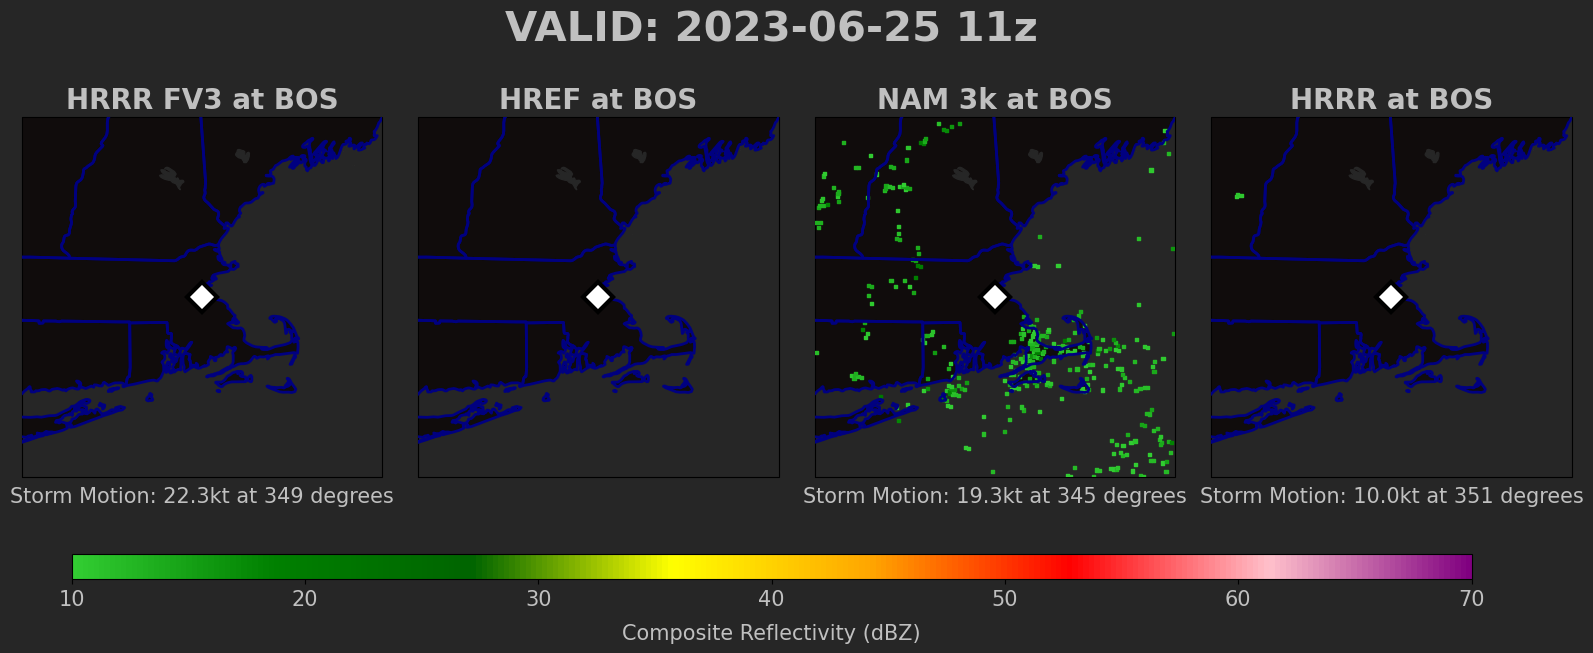 VALID: 2023-06-25 11z
HRRR FV3 at BOS
HREF at BOS
NAM 3k at BOS
HRRR at BOS
Storm Motion: 22.3kt at 349 degrees
Storm Motion: 19.3kt at 345 degrees
Storm Motion: 10.0kt at 351 degrees
10 20 30 40 50 60 70
Composite Reflectivity (dBZ)